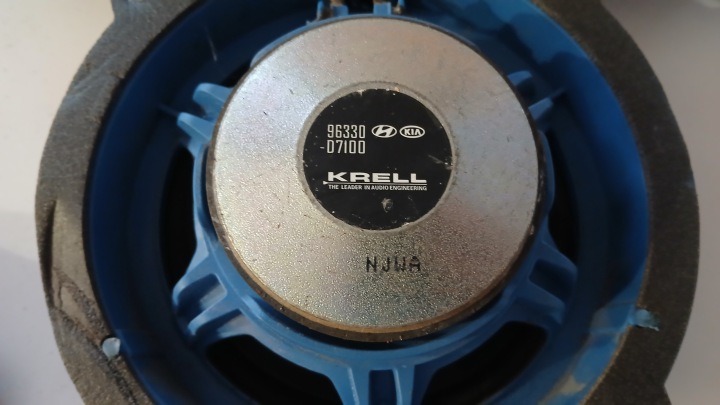 96330
-D7100
KIA
KRELL
THE LEADER IN AUDIO ENGINEERING
NJWA